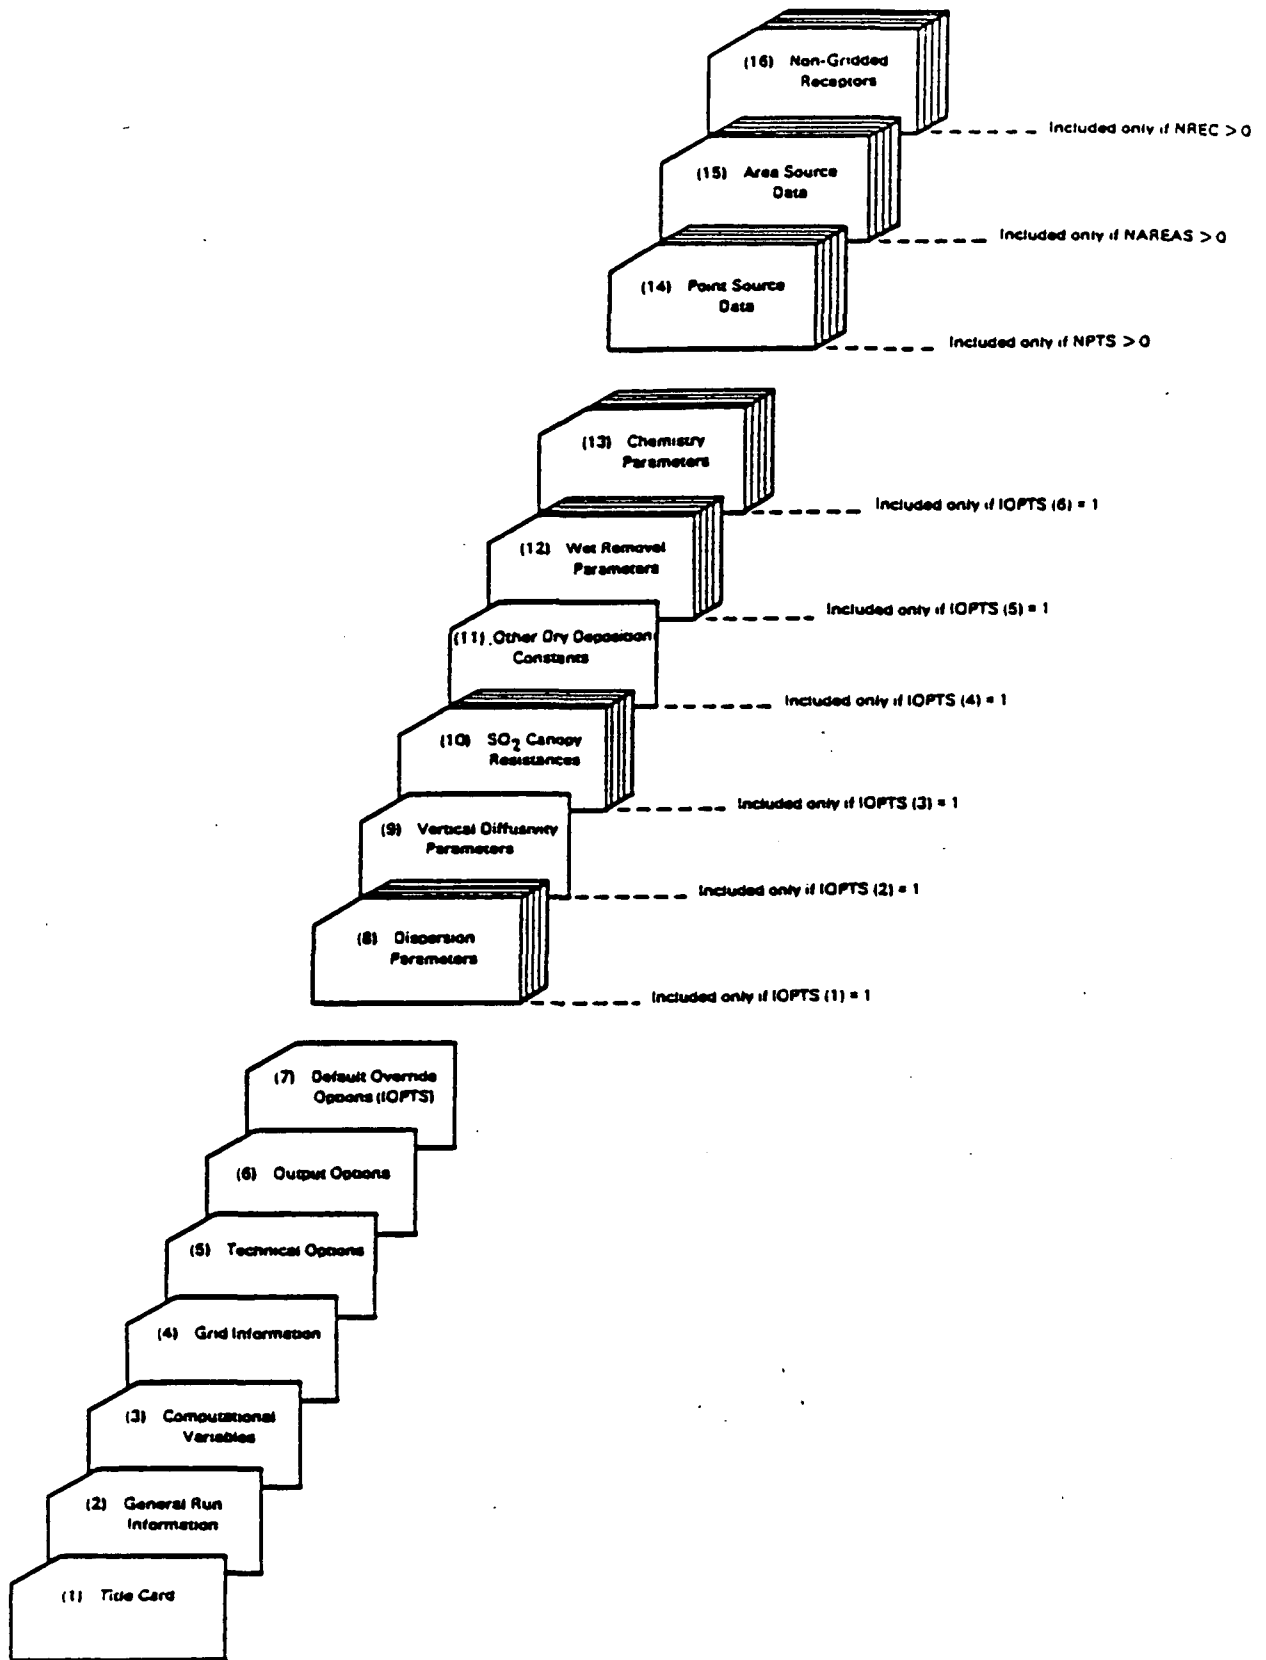 (16) Non-Gridded
Receptors
Included only if NREC > 0
(15) Area Source
Data
Included only if NAREAS > 0
(14) Point Source
Data
Included only if NPTS > 0
(13) Chemistry
Parameters
Included only if IOPTS (6) = 1
(12) Wet Removal
Parameters
Included only if IOPTS (5) = 1
(11) Other Dry Deposition
Constants
Included only if IOPTS (4) = 1
(10) SO2 Canopy
Resistances
Included only if IOPTS (3) = 1
(9) Vertical Diffusivity
Parameters
Included only if IOPTS (2) = 1
(8) Dispersion
Parameters
Included only if IOPTS (1) = 1
(7) Default Override
Options (IOPTS)
(6) Output Options
(5) Technical Options
(4) Grid Information
(3) Computational
Variables
(2) General Run
Information
(1) Title Card